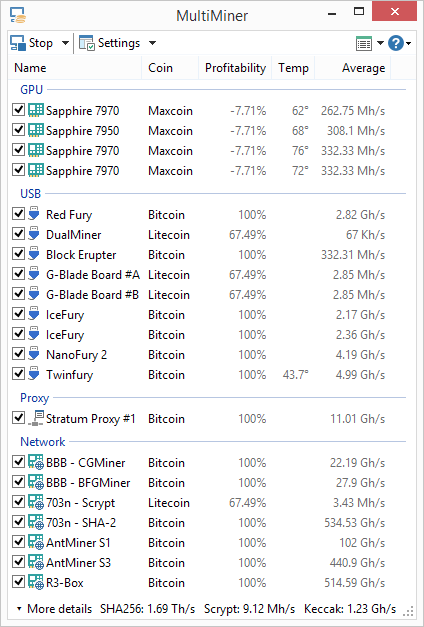 MultiMiner
Stop Settings
Name Coin Profitability Temp Average
GPU
Sapphire 7970 Maxcoin -7.71% 62° 262.75 Mh/s
Sapphire 7950 Maxcoin -7.71% 68° 308.1 Mh/s
Sapphire 7970 Maxcoin -7.71% 76° 332.33 Mh/s
Sapphire 7970 Maxcoin -7.71% 72° 332.33 Mh/s
USB
Red Fury Bitcoin 100% 2.82 Gh/s
DualMiner Litecoin 67.49% 67 Kh/s
Block Erupter Bitcoin 100% 332.31 Mh/s
G-Blade Board #A Litecoin 67.49% 2.85 Mh/s
G-Blade Board #B Litecoin 67.49% 2.85 Mh/s
IceFury Bitcoin 100% 2.17 Gh/s
IceFury Bitcoin 100% 2.36 Gh/s
NanoFury 2 Bitcoin 100% 4.19 Gh/s
Twinfury Bitcoin 100% 43.7° 4.99 Gh/s
Proxy
Stratum Proxy #1 Bitcoin 100% 11.01 Gh/s
Network
BBB - CGMiner Bitcoin 100% 22.19 Gh/s
BBB - BFGMiner Bitcoin 100% 27.9 Gh/s
703n - Scrypt Litecoin 67.49% 3.43 Mh/s
703n - SHA-2 Bitcoin 100% 534.53 Gh/s
AntMiner S1 Bitcoin 100% 102 Gh/s
AntMiner S3 Bitcoin 100% 440.9 Gh/s
R3-Box Bitcoin 100% 514.59 Gh/s
More details SHA256: 1.69 Th/s Scrypt: 9.12 Mh/s Keccak: 1.23 Gh/s